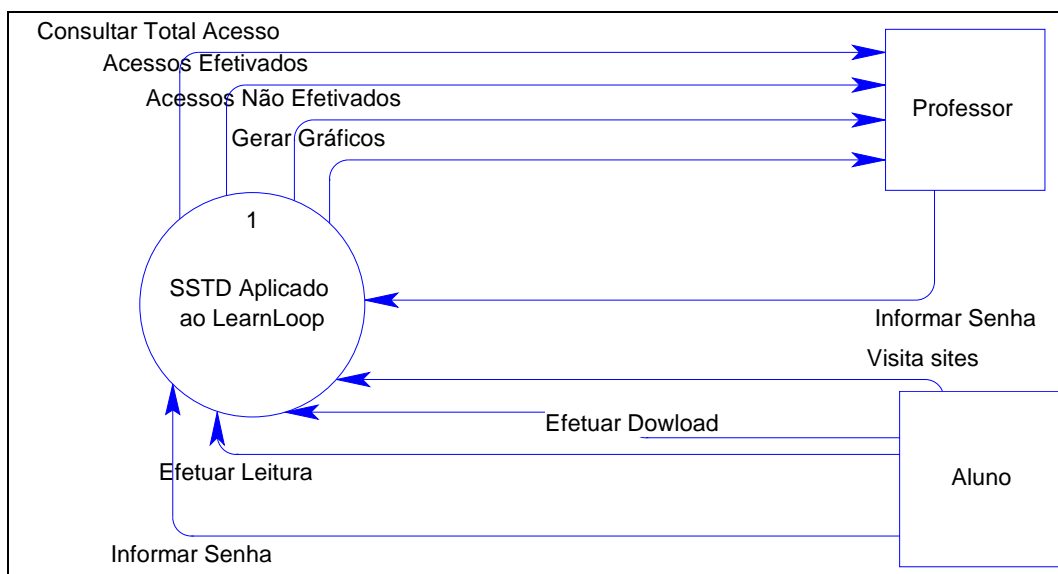 Consultar Total Acesso
Acessos Efetivados
Acessos Não Efetivados
Gerar Gráficos
Professor
1
SSTD Aplicado
ao LearnLoop
Informar Senha
Visita sites
Efetuar Dowload
Efetuar Leitura
Aluno
Informar Senha